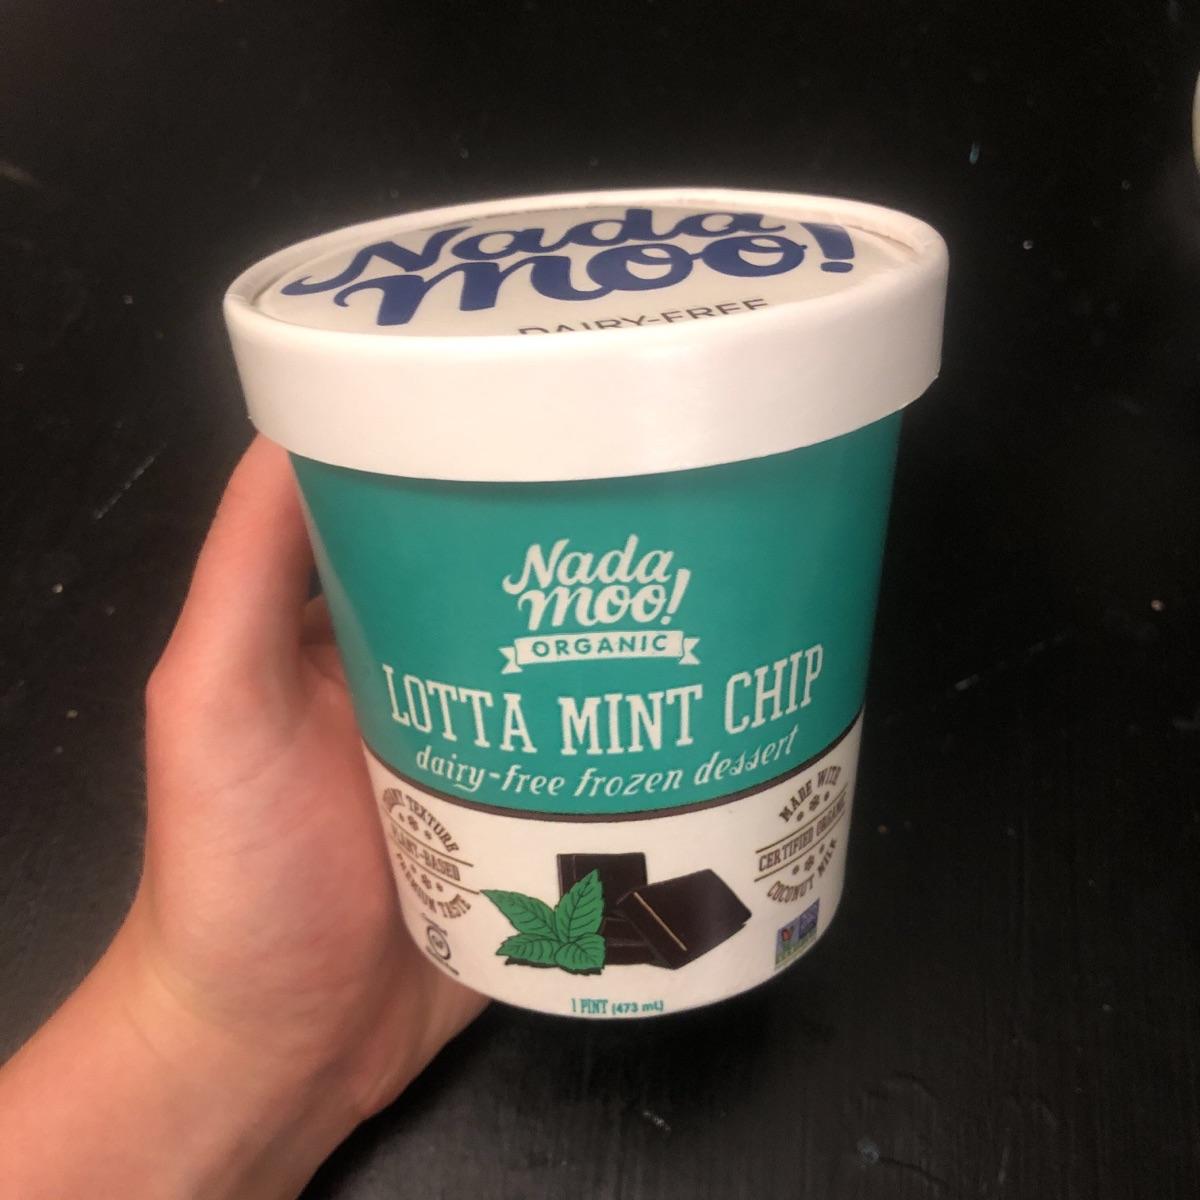 Nada
moo!
DAIRY-FREE
Nada
moo!
ORGANIC
LOTTA MINT CHIP
dairy-free frozen dessert
TEXTURE
PLANT-BASED
PREMIUM TASTE
MADE WITH
CERTIFIED ORGANIC
COCONUT MILK
1 PINT (473 mL)